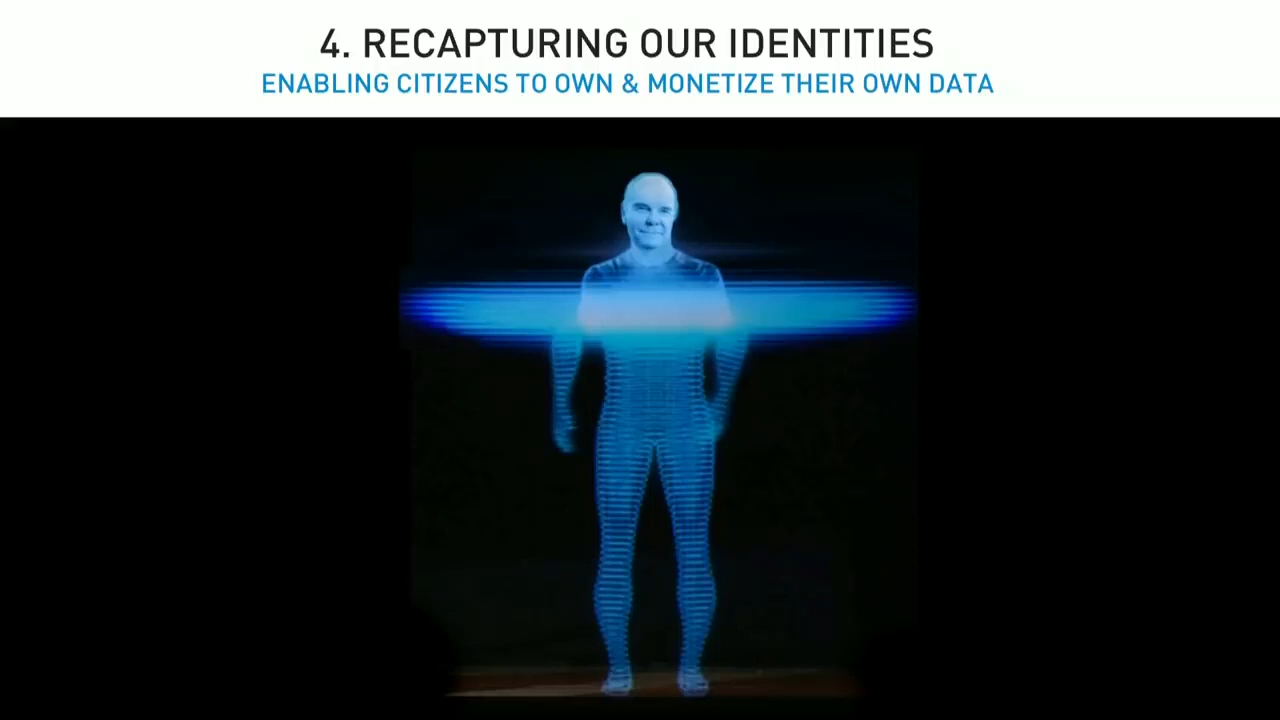 4. RECAPTURING OUR IDENTITIES
ENABLING CITIZENS TO OWN & MONETIZE THEIR OWN DATA